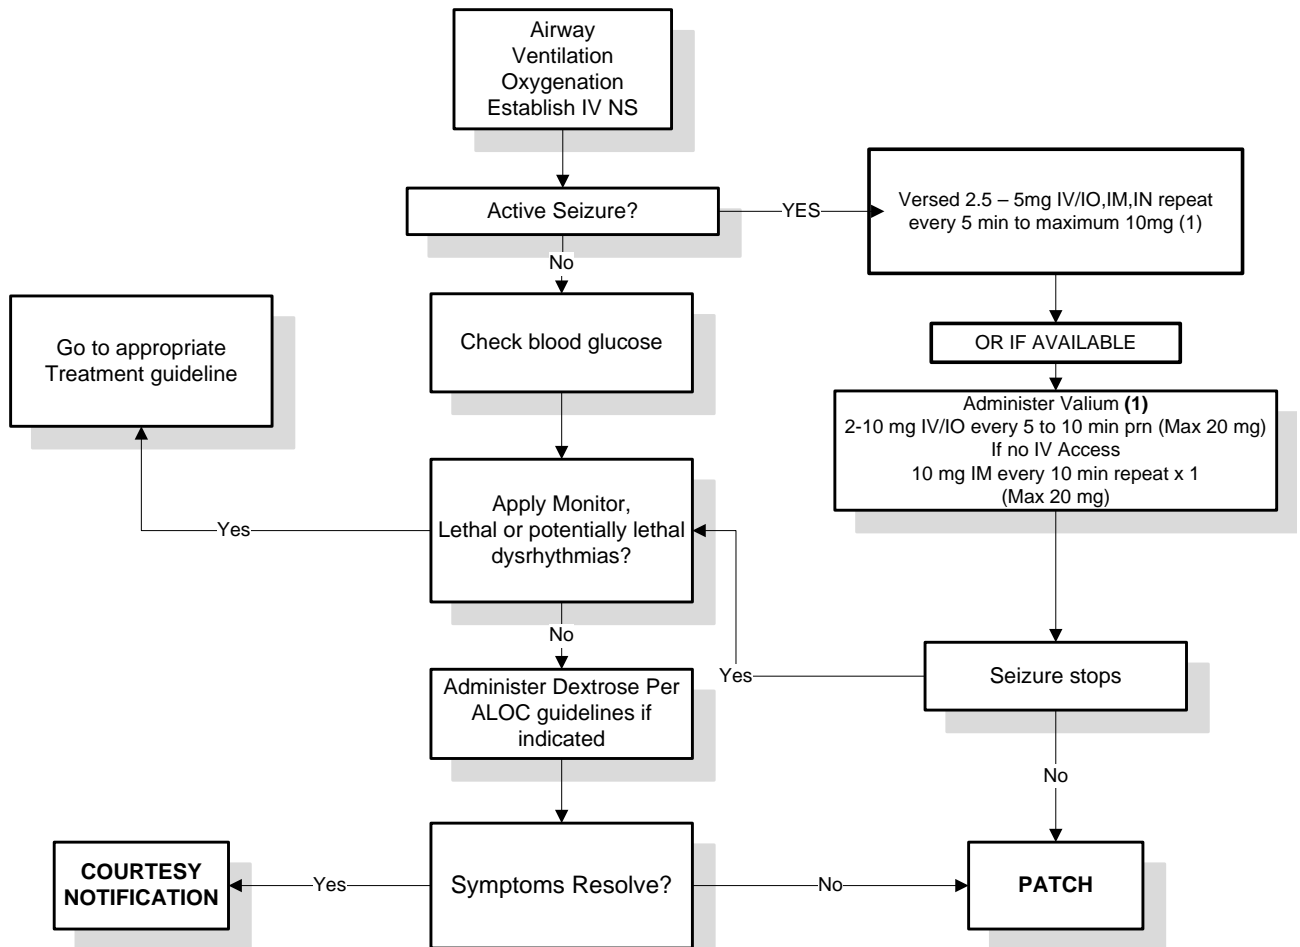 Airway
Ventilation
Oxygenation
Establish IV NS
Active Seizure?
YES
Versed 2.5 – 5mg IV/IO,IM,IN repeat
every 5 min to maximum 10mg (1)
No
Check blood glucose
Go to appropriate
Treatment guideline
OR IF AVAILABLE
Administer Valium (1)
2-10 mg IV/IO every 5 to 10 min prn (Max 20 mg)
If no IV Access
10 mg IM every 10 min repeat x 1
(Max 20 mg)
Apply Monitor,
Lethal or potentially lethal
dysrhythmias?
Yes
No
Yes
Seizure stops
Administer Dextrose Per
ALOC guidelines if
indicated
No
Symptoms Resolve?
Yes
COURTESY
NOTIFICATION
No
PATCH